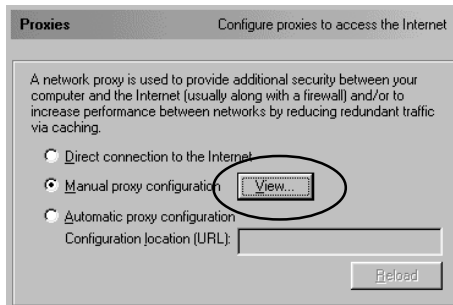 Proxies Configure proxies to access the Internet
A network proxy is used to provide additional security between your
computer and the Internet (usually along with a firewall) and/or to
increase performance between networks by reducing redundant traffic
via caching.
Direct connection to the Internet
Manual proxy configuration View...
Automatic proxy configuration
Configuration location (URL):
Reload